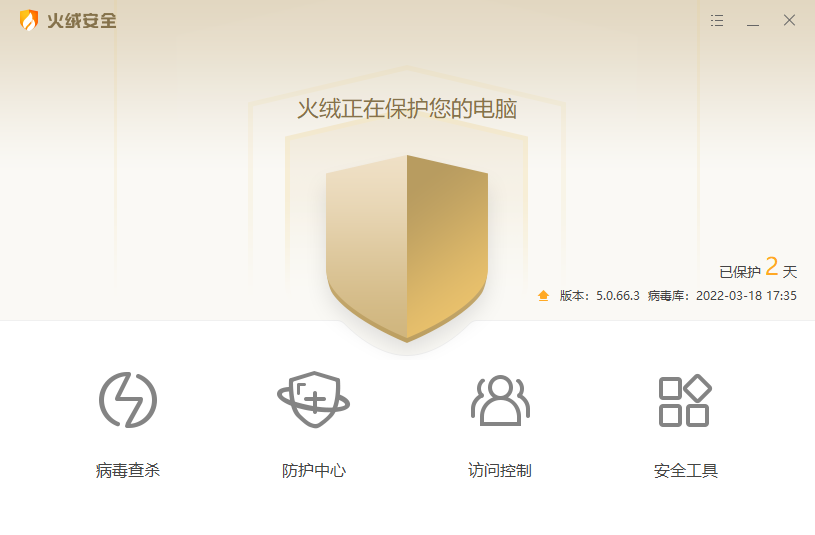 火绒安全
火绒正在保护您的电脑
已保护 2 天
版本：5.0.66.3 病毒库：2022-03-18 17:35
病毒查杀 防护中心 访问控制 安全工具